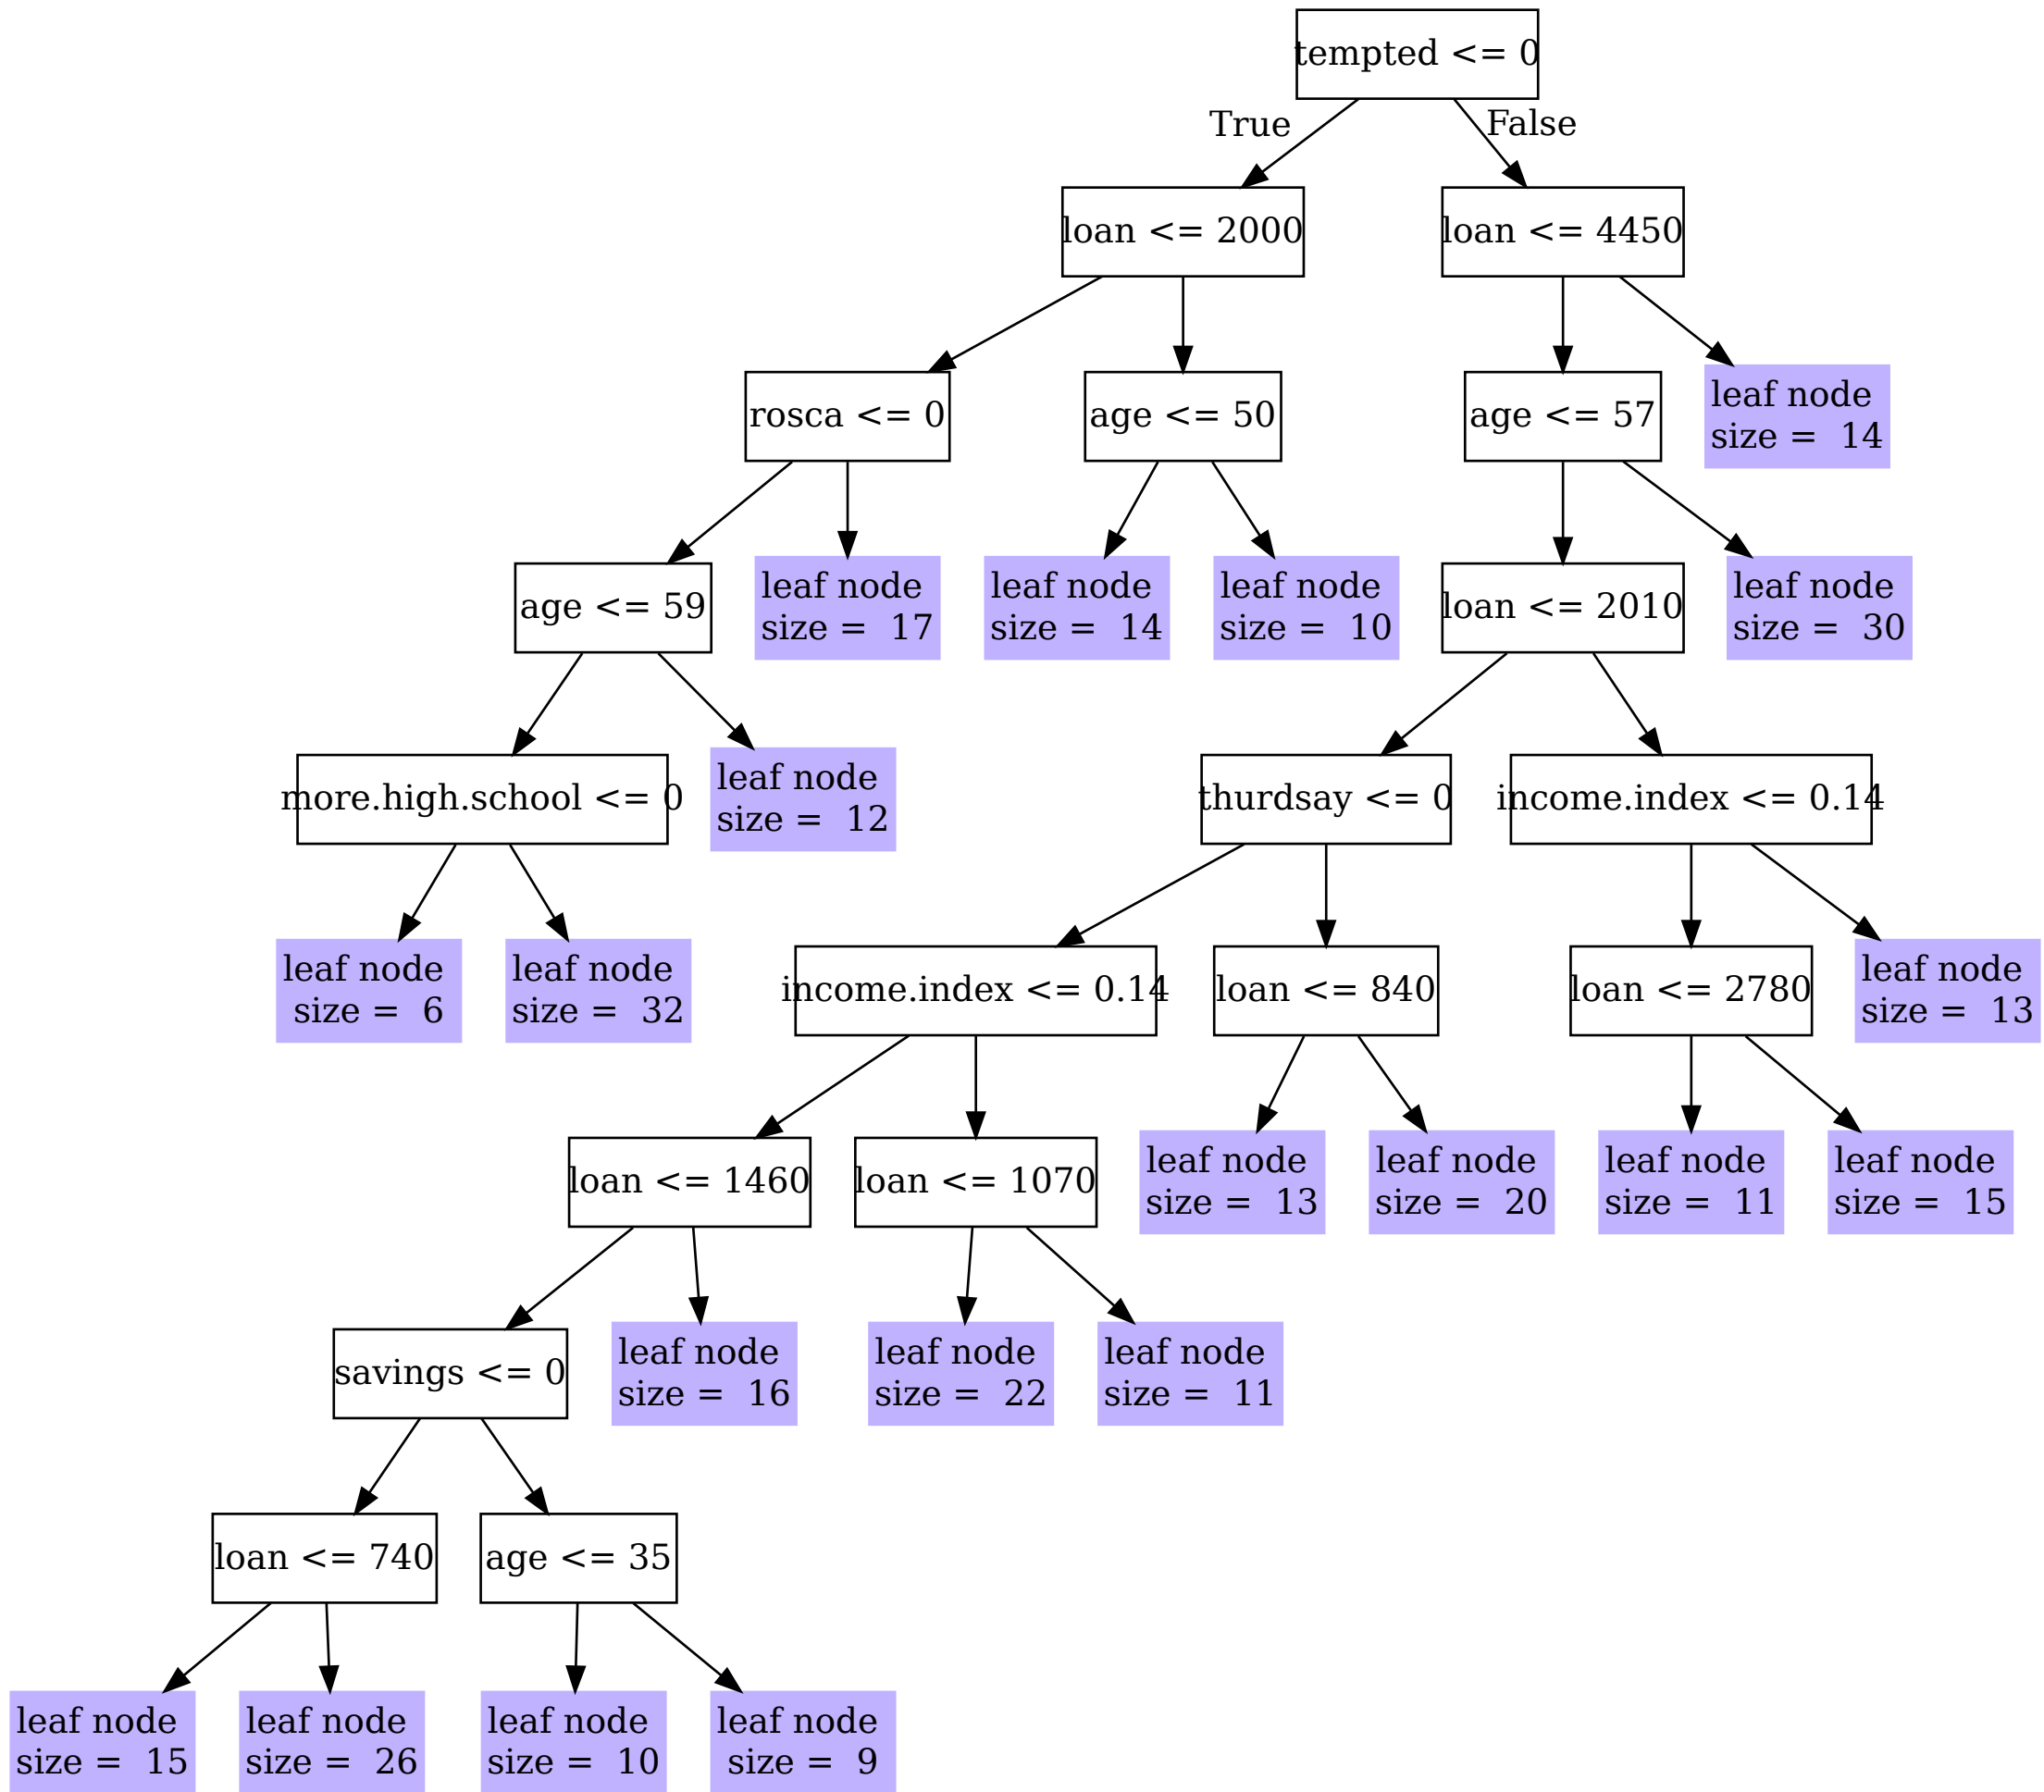 tempted <= 0
True
False
loan <= 2000
loan <= 4450
rosca <= 0
age <= 50
age <= 57
leaf node
size = 14
age <= 59
leaf node
size = 17
leaf node
size = 14
leaf node
size = 10
loan <= 2010
leaf node
size = 30
more.high.school <= 0
leaf node
size = 12
thurdsay <= 0
income.index <= 0.14
leaf node
size = 6
leaf node
size = 32
income.index <= 0.14
loan <= 840
loan <= 2780
leaf node
size = 13
loan <= 1460
loan <= 1070
leaf node
size = 13
leaf node
size = 20
leaf node
size = 11
leaf node
size = 15
savings <= 0
leaf node
size = 16
leaf node
size = 22
leaf node
size = 11
loan <= 740
age <= 35
leaf node
size = 15
leaf node
size = 26
leaf node
size = 10
leaf node
size = 9